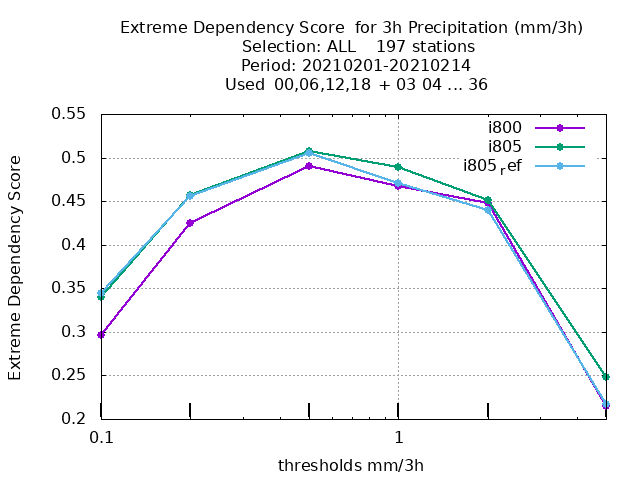 Extreme Dependency Score  for 3h Precipitation (mm/3h)
Selection: ALL    197 stations
Period: 20210201-20210214
Used  00,06,12,18  + 03 04 ... 36
0.55
0.5
0.45
0.4
0.35
0.3
0.25
0.2
Extreme Dependency Score
i800
i805
i805ref
0.1
1
thresholds mm/3h